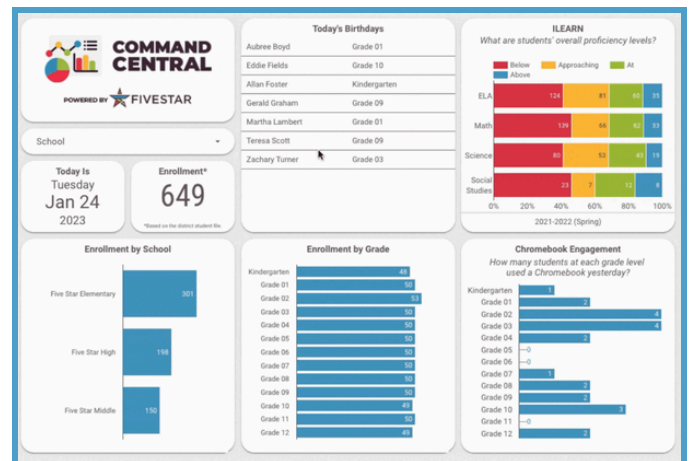 COMMAND
CENTRAL
POWERED BY FIVESTAR
School
Today Is
Tuesday
Jan 24
2023
Enrollment*
649
*Based on the district student file
Today's Birthdays
Aubree Boyd Grade 01
Eddie Fields Grade 10
Allan Foster Kindergarten
Gerald Graham Grade 09
Martha Lambert Grade 01
Teresa Scott Grade 09
Zachary Turner Grade 03
ILEARN
What are students' overall proficiency levels?
Below Approaching At
Above
ELA 124 81 60 35
Math 139 66 62 33
Science 80 53 43 19
Social
Studies 23 7 12 8
0% 20% 40% 60% 80% 100%
2021-2022 (Spring)
Enrollment by School
Five Star Elementary 301
Five Star High 198
Five Star Middle 150
Enrollment by Grade
Kindergarten 48
Grade 01 50
Grade 02 53
Grade 03 50
Grade 04 50
Grade 05 50
Grade 06 50
Grade 07 50
Grade 08 50
Grade 09 50
Grade 10 49
Grade 11 50
Grade 12 49
Chromebook Engagement
How many students at each grade level
used a Chromebook yesterday?
Kindergarten 1
Grade 01 2
Grade 02 4
Grade 03 4
Grade 04 2
Grade 05 0
Grade 06 0
Grade 07 1
Grade 08 2
Grade 09 2
Grade 10 3
Grade 11 0
Grade 12 2